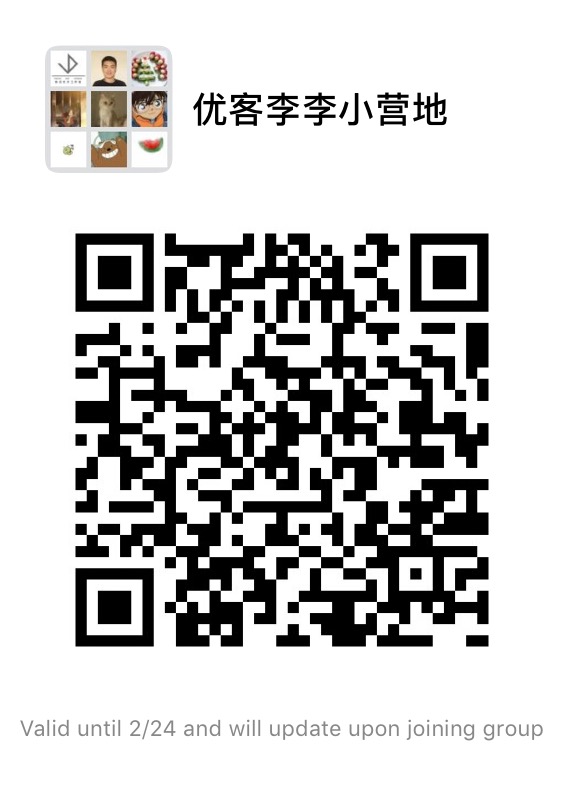 优客李李小营地
Valid until 2/24 and will update upon joining group